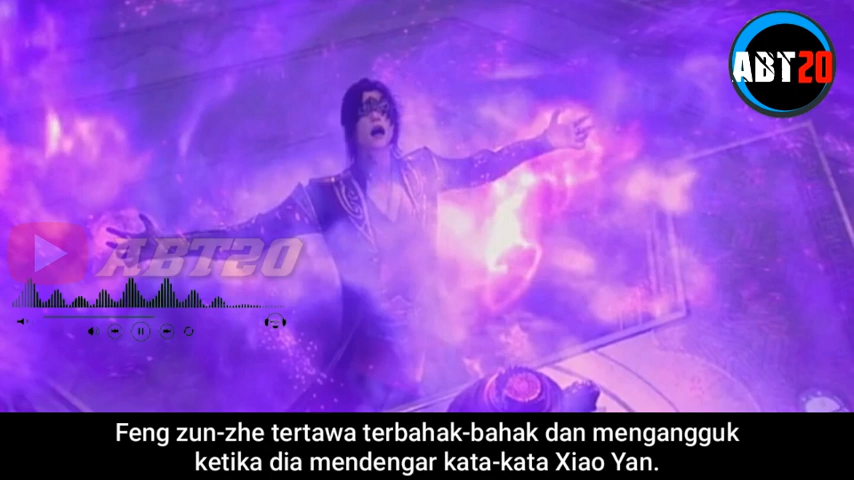 ABT20
ABT20
Feng zun-zhe tertawa terbahak-bahak dan mengangguk
ketika dia mendengar kata-kata Xiao Yan.